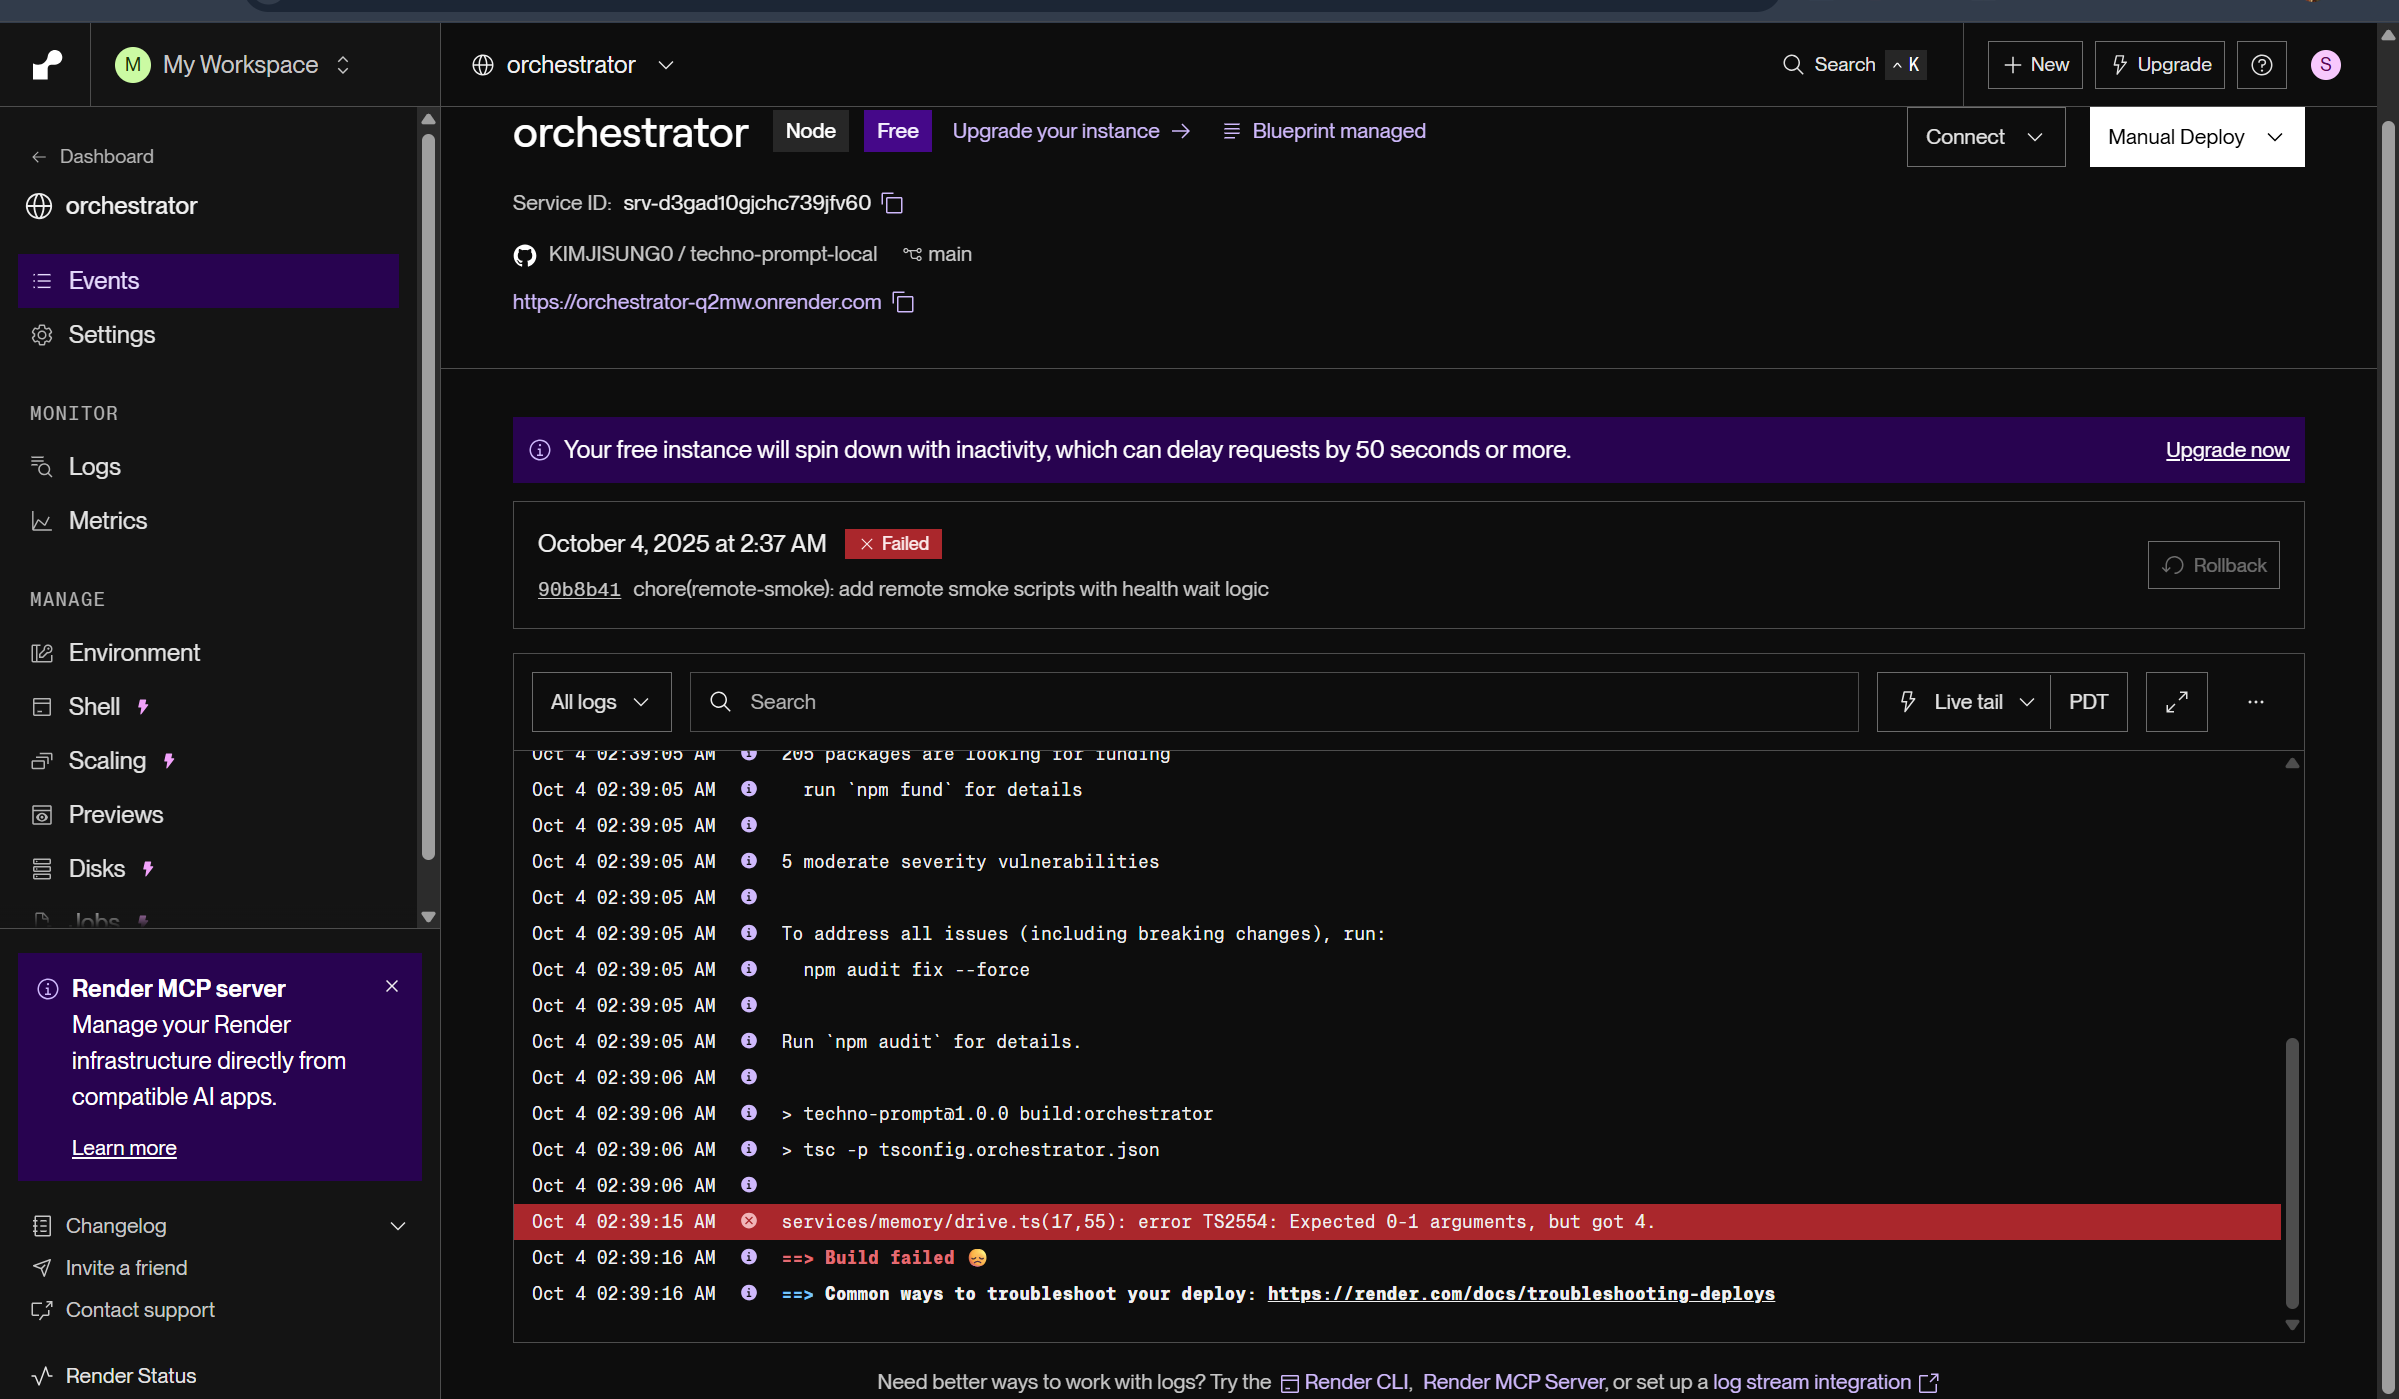 M My Workspace
orchestrator
Search ^ K
+ New
Upgrade
S
Dashboard
orchestrator
Events
Settings
MONITOR
Logs
Metrics
MANAGE
Environment
Shell
Scaling
Previews
Disks
Jobs
Render MCP server
Manage your Render
infrastructure directly from
compatible AI apps.
Learn more
Changelog
Invite a friend
Contact support
Render Status
orchestrator Node Free Upgrade your instance → Blueprint managed
Connect
Manual Deploy
Service ID: srv-d3gad10gjchc739jfv60
KIMJISUNG0 / techno-prompt-local main
https://orchestrator-q2mw.onrender.com
Your free instance will spin down with inactivity, which can delay requests by 50 seconds or more. Upgrade now
October 4, 2025 at 2:37 AM Failed
90b8b41 chore(remote-smoke): add remote smoke scripts with health wait logic
Rollback
All logs
Search
Live tail
PDT
...
Oct 4 02:39:05 AM 205 packages are looking for funding
Oct 4 02:39:05 AM run `npm fund` for details
Oct 4 02:39:05 AM
Oct 4 02:39:05 AM 5 moderate severity vulnerabilities
Oct 4 02:39:05 AM
Oct 4 02:39:05 AM To address all issues (including breaking changes), run:
Oct 4 02:39:05 AM npm audit fix --force
Oct 4 02:39:05 AM
Oct 4 02:39:05 AM Run `npm audit` for details.
Oct 4 02:39:06 AM
Oct 4 02:39:06 AM > techno-prompt@1.0.0 build:orchestrator
Oct 4 02:39:06 AM > tsc -p tsconfig.orchestrator.json
Oct 4 02:39:06 AM
Oct 4 02:39:15 AM services/memory/drive.ts(17,55): error TS2554: Expected 0-1 arguments, but got 4.
Oct 4 02:39:16 AM ==> Build failed 😞
Oct 4 02:39:16 AM ==> Common ways to troubleshoot your deploy: https://render.com/docs/troubleshooting-deploys
Need better ways to work with logs? Try the Render CLI, Render MCP Server, or set up a log stream integration